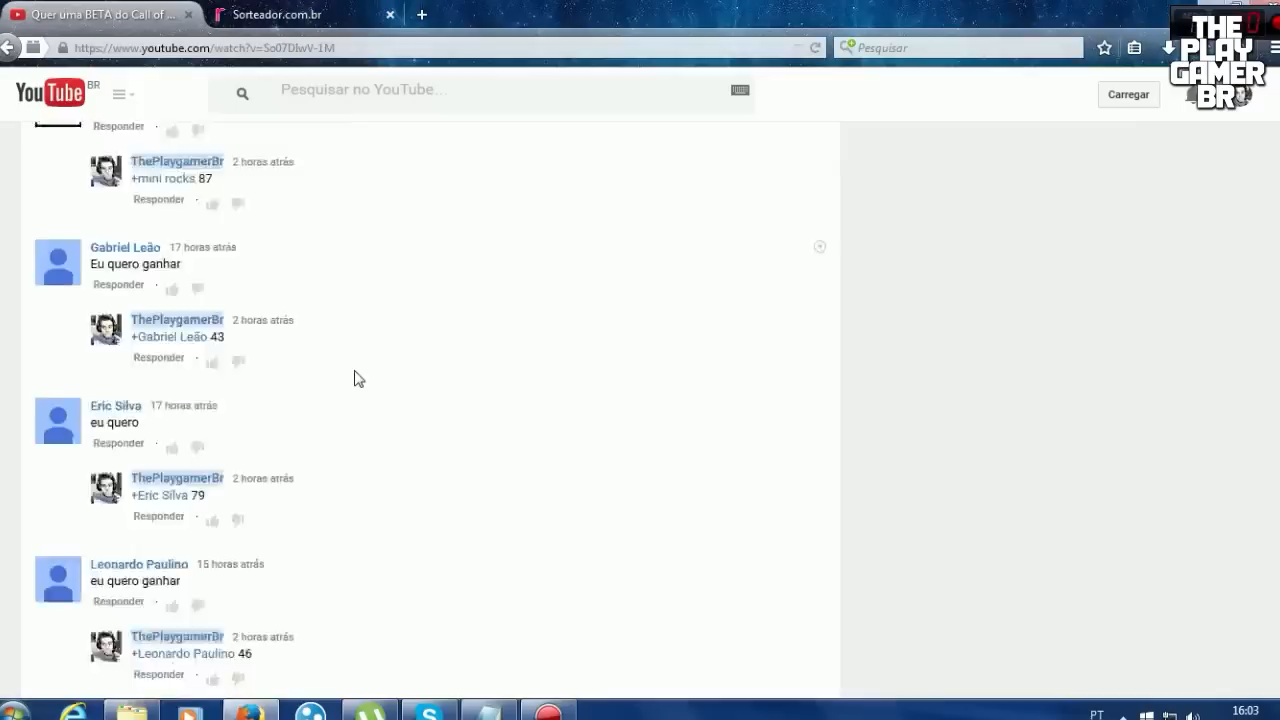 Quer uma BETA do Call of ...
Sorteador.com.br
https://www.youtube.com/watch?v=So07DlwV-1M
Pesquisar
THE
PLAY
GAMER
BR
YouTube BR
Pesquisar no YouTube...
Carregar
Responder
ThePlaygamerBr 2 horas atrás
+mini rocks 87
Responder
Gabriel Leão 17 horas atrás
Eu quero ganhar
Responder
ThePlaygamerBr 2 horas atrás
+Gabriel Leão 43
Responder
Eric Silva 17 horas atrás
eu quero
Responder
ThePlaygamerBr 2 horas atrás
+Eric Silva 79
Responder
Leonardo Paulino 15 horas atrás
eu quero ganhar
Responder
ThePlaygamerBr 2 horas atrás
+Leonardo Paulino 46
Responder
PT
16:03